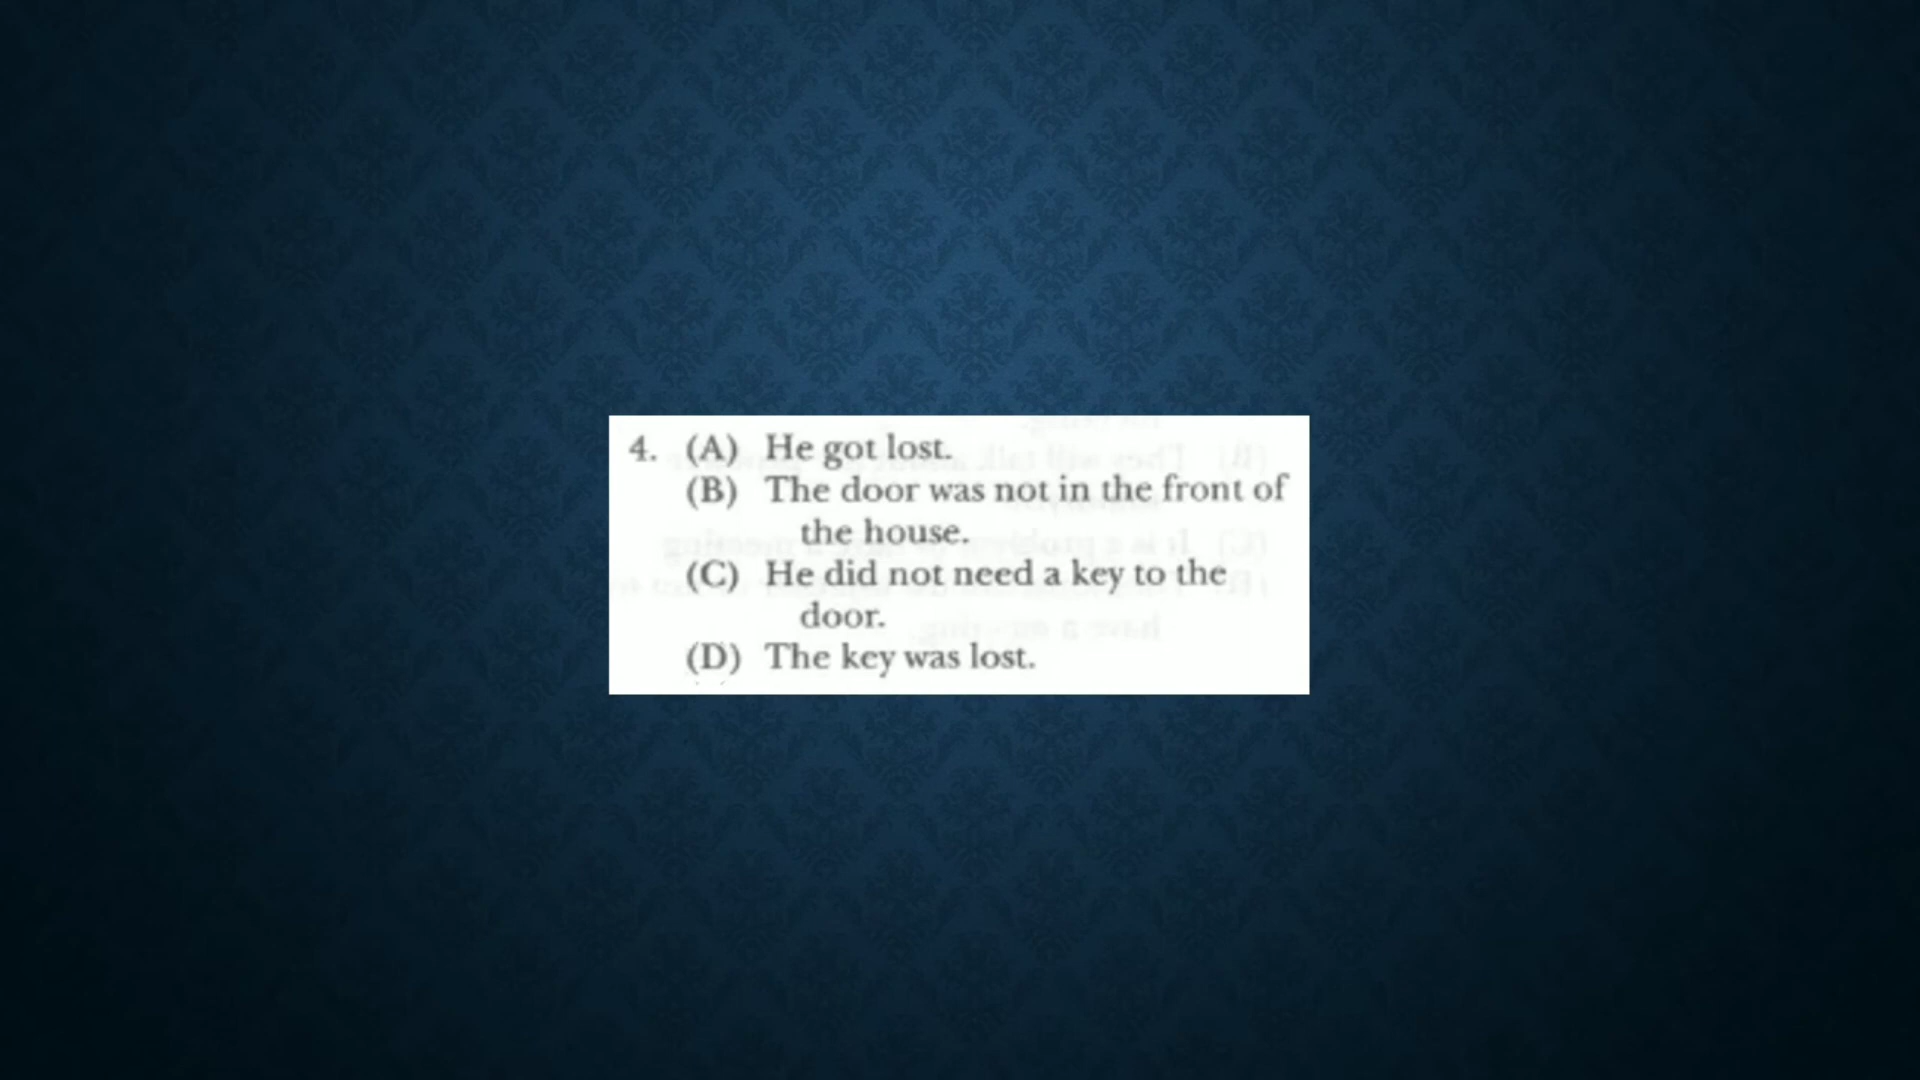 4. (A) He got lost.
(B) The door was not in the front of
the house.
(C) He did not need a key to the
door.
(D) The key was lost.